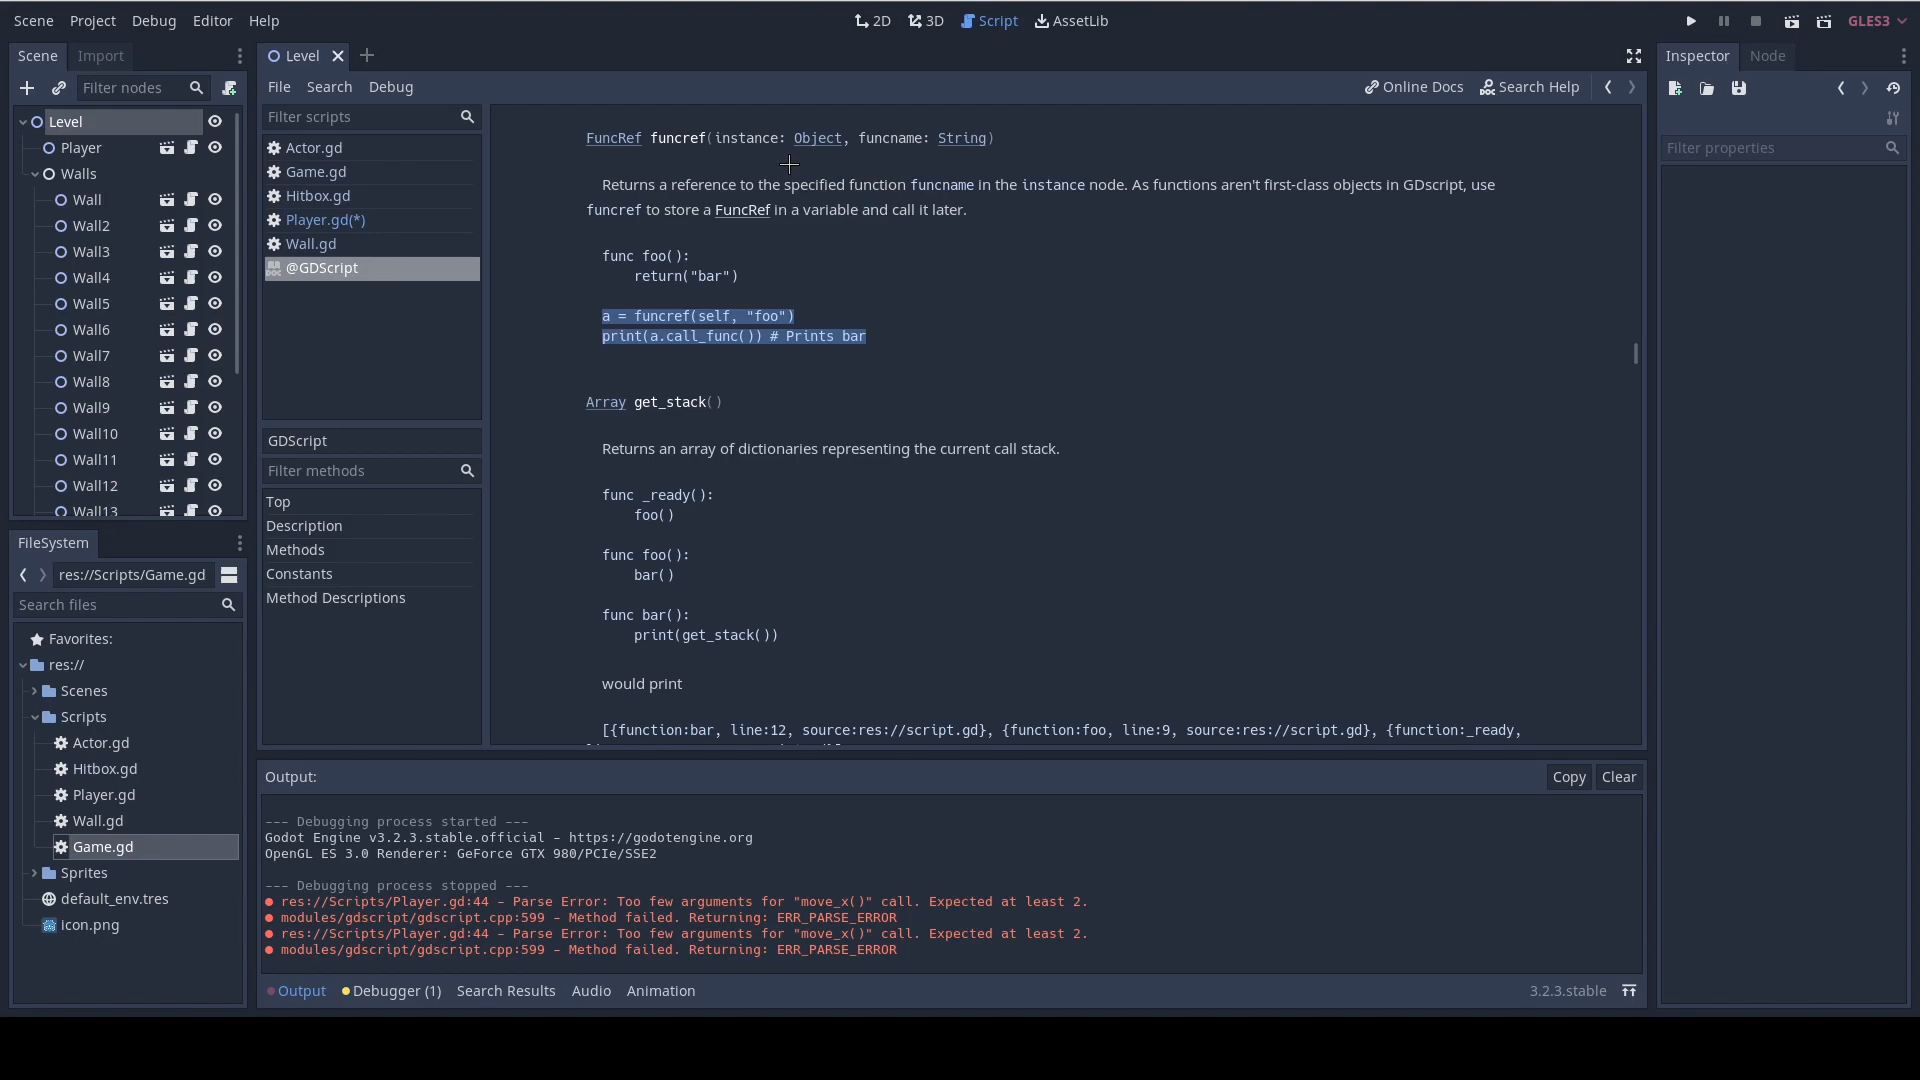 Scene Project Debug Editor Help
2D 3D Script AssetLib
GLES3
Scene Import
Filter nodes
Level
Player
Walls
Wall
Wall2
Wall3
Wall4
Wall5
Wall6
Wall7
Wall8
Wall9
Wall10
Wall11
Wall12
Wall13
FileSystem
res://Scripts/Game.gd
Search files
Favorites:
res://
Scenes
Scripts
Actor.gd
Hitbox.gd
Player.gd
Wall.gd
Game.gd
Sprites
default_env.tres
icon.png
Level
File Search Debug
Online Docs Search Help
Filter scripts
Actor.gd
Game.gd
Hitbox.gd
Player.gd(*)
Wall.gd
@GDScript
GDScript
Filter methods
Top
Description
Methods
Constants
Method Descriptions
FuncRef funcref(instance: Object, funcname: String)
Returns a reference to the specified function funcname in the instance node. As functions aren't first-class objects in GDscript, use
funcref to store a FuncRef in a variable and call it later.
func foo():
return("bar")
a = funcref(self, "foo")
print(a.call_func()) # Prints bar
Array get_stack()
Returns an array of dictionaries representing the current call stack.
func _ready():
foo()
func foo():
bar()
func bar():
print(get_stack())
would print
[{function:bar, line:12, source:res://script.gd}, {function:foo, line:9, source:res://script.gd}, {function:_ready,
Output:
Copy Clear
--- Debugging process started ---
Godot Engine v3.2.3.stable.official - https://godotengine.org
OpenGL ES 3.0 Renderer: GeForce GTX 980/PCIe/SSE2
--- Debugging process stopped ---
res://Scripts/Player.gd:44 - Parse Error: Too few arguments for "move_x()" call. Expected at least 2.
modules/gdscript/gdscript.cpp:599 - Method failed. Returning: ERR_PARSE_ERROR
res://Scripts/Player.gd:44 - Parse Error: Too few arguments for "move_x()" call. Expected at least 2.
modules/gdscript/gdscript.cpp:599 - Method failed. Returning: ERR_PARSE_ERROR
Output Debugger (1) Search Results Audio Animation
3.2.3.stable
Inspector Node
Filter properties